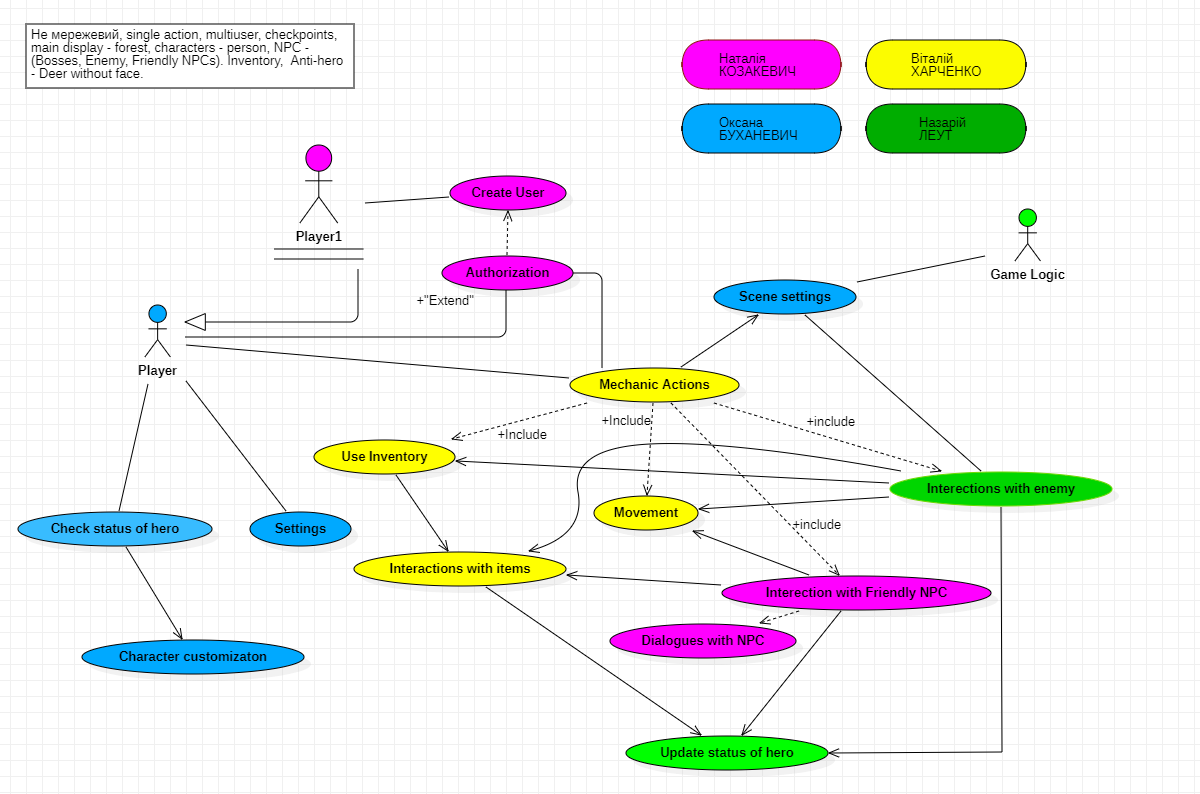 Не мережевий, single action, multiuser, checkpoints,
main display - forest, characters - person, NPC -
(Bosses, Enemy, Friendly NPCs). Inventory,  Anti-hero
- Deer without face.
Наталія
КОЗАКЕВИЧ
Віталій
ХАРЧЕНКО
Оксана
БУХАНЕВИЧ
Назарій
ЛЕУТ
Create User
Player1
Authorization
Game Logic
+"Extend"
Scene settings
Player
Mechanic Actions
+Include
+include
+Include
Use Inventory
Interections with enemy
Movement
+include
Check status of hero
Settings
Interactions with items
Interection with Friendly NPC
Dialogues with NPC
Character customizaton
Update status of hero